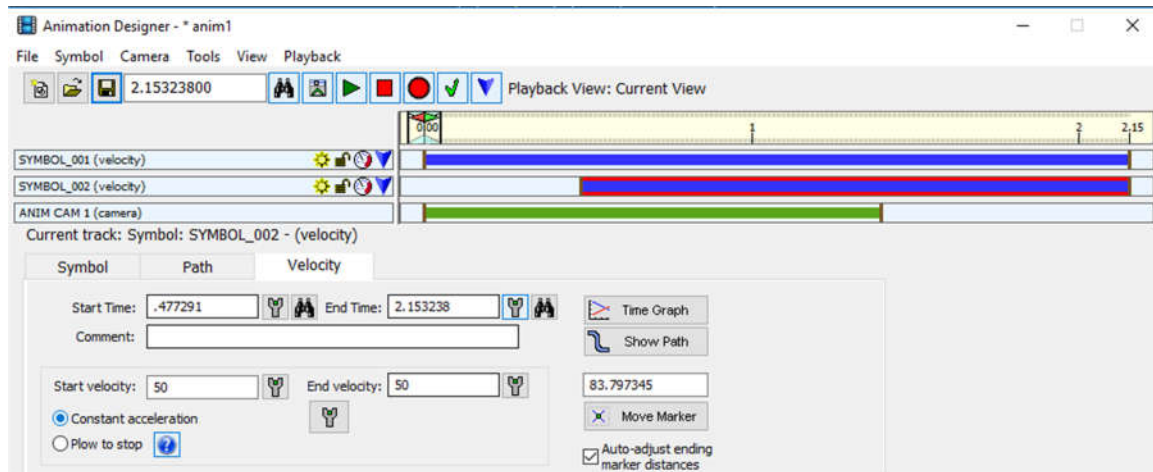 Animation Designer - * anim1
File Symbol Camera Tools View Playback
2.15323800 Playback View: Current View
0.00 1 2 2.15
SYMBOL_001 (velocity)
SYMBOL_002 (velocity)
ANIM CAM 1 (camera)
Current track: Symbol: SYMBOL_002 - (velocity)
Symbol Path Velocity
Start Time: .477291 End Time: 2.153238 Time Graph
Comment: Show Path
Start velocity: 50 End velocity: 50 83.797345
Constant acceleration Move Marker
Plow to stop ? Auto-adjust ending
marker distances